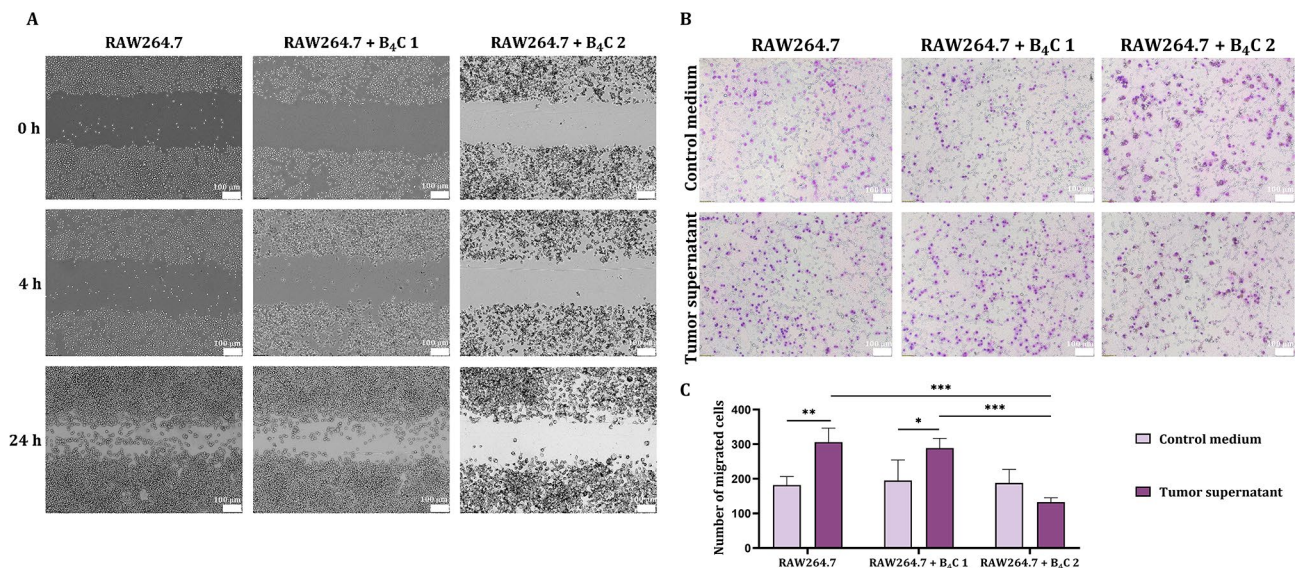 A
RAW264.7
RAW264.7 + B₄C 1
RAW264.7 + B₄C 2
0 h
100 μm
100 μm
100 μm
4 h
100 μm
100 μm
100 μm
24 h
100 μm
100 μm
100 μm
B
RAW264.7
RAW264.7 + B₄C 1
RAW264.7 + B₄C 2
Control medium
100 μm
100 μm
100 μm
Tumor supernatant
100 μm
100 μm
100 μm
C
Number of migrated cells
400
300
200
100
0
**
*
***
***
RAW264.7
RAW264.7 + B₄C 1
RAW264.7 + B₄C 2
Control medium
Tumor supernatant